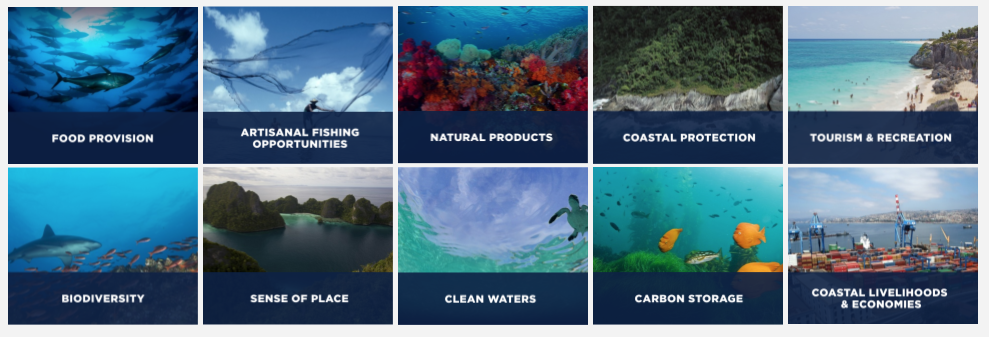 FOOD PROVISION
ARTISANAL FISHING
OPPORTUNITIES
NATURAL PRODUCTS
COASTAL PROTECTION
TOURISM & RECREATION
BIODIVERSITY
SENSE OF PLACE
CLEAN WATERS
CARBON STORAGE
COASTAL LIVELIHOODS
& ECONOMIES